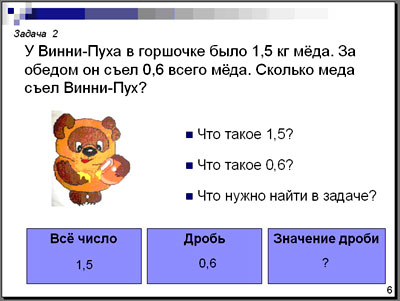 Задача 2
У Винни-Пуха в горшочке было 1,5 кг мёда. За
обедом он съел 0,6 всего мёда. Сколько меда
съел Винни-Пух?
Что такое 1,5?
Что такое 0,6?
Что нужно найти в задаче?
Всё число
1,5
Дробь
0,6
Значение дроби
?
6